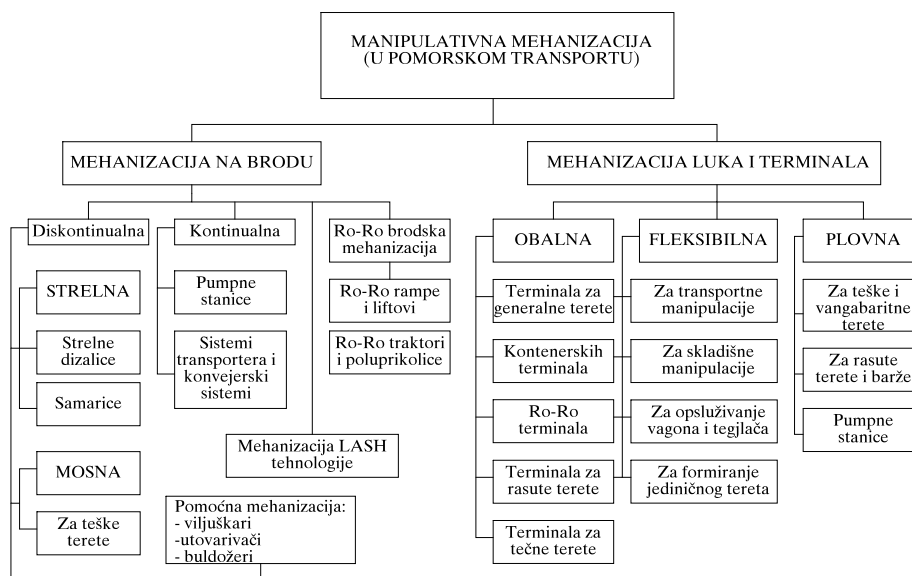 MANIPULATIVNA MEHANIZACIJA
(U POMORSKOM TRANSPORTU)
MEHANIZACIJA NA BRODU
MEHANIZACIJA LUKA I TERMINALA
Diskontinualna
Kontinualna
Ro-Ro brodska
mehanizacija
STRELNA
Strelne
dizalice
Samarice
MOSNA
Za teške
terete
Pumpne
stanice
Sistemi
transportera i
konvejerski
sistemi
Ro-Ro rampe
i liftovi
Ro-Ro traktori
i poluprikolice
Mehanizacija LASH
tehnologije
Pomoćna mehanizacija:
- viljuškari
-utovarivači
- buldožeri
OBALNA
Terminala za
generalne terete
Kontenerskih
terminala
Ro-Ro
terminala
Terminala za
rasute terete
Terminala za
tečne terete
FLEKSIBILNA
Za transportne
manipulacije
Za skladišne
manipulacije
Za opsluživanje
vagona i tegljača
Za formiranje
jediničnog tereta
PLOVNA
Za teške i
vangabaritne
terete
Za rasute
terete i barže
Pumpne
stanice